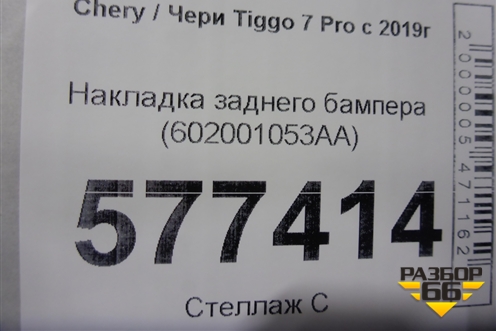 Chery / Чери Tiggo 7 Pro с 2019г
Накладка заднего бампера
(602001053AA)
577414
Стеллаж С
2000005471162
РАЗБОР
66